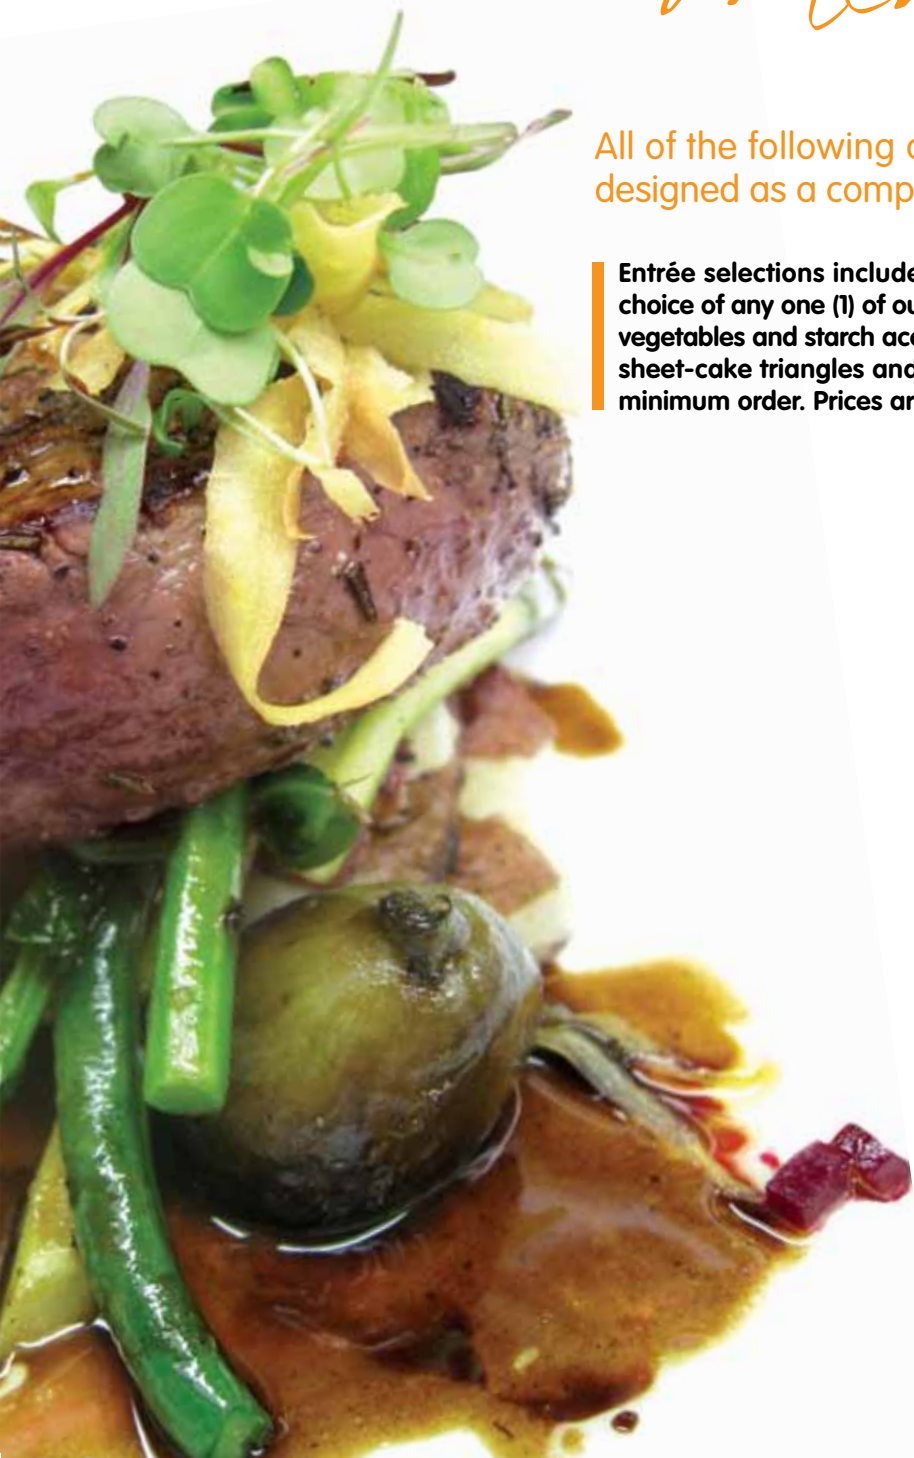 All of the following
designed as a comp
Entrée selections include
choice of any one (1) of ou
vegetables and starch acc
sheet-cake triangles and
minimum order. Prices ar